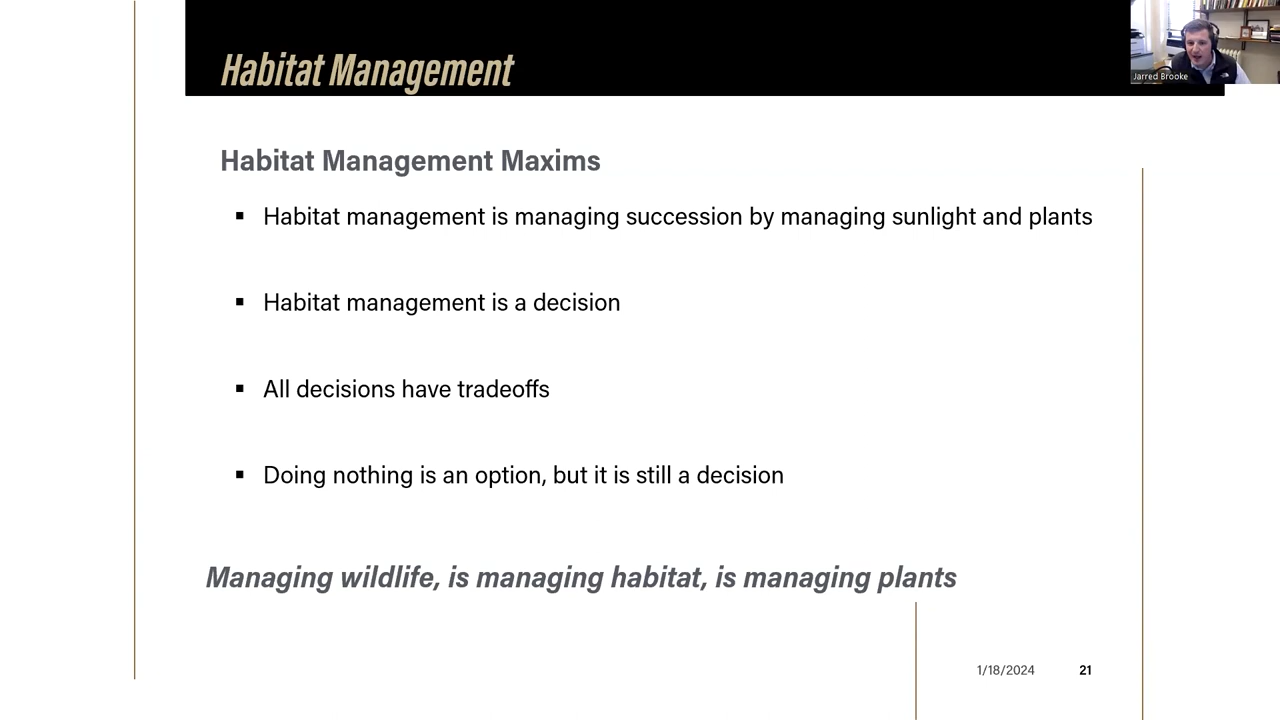 Habitat Management
Jarred Brooke
Habitat Management Maxims
▪ Habitat management is managing succession by managing sunlight and plants
▪ Habitat management is a decision
▪ All decisions have tradeoffs
▪ Doing nothing is an option, but it is still a decision
Managing wildlife, is managing habitat, is managing plants
1/18/2024 21